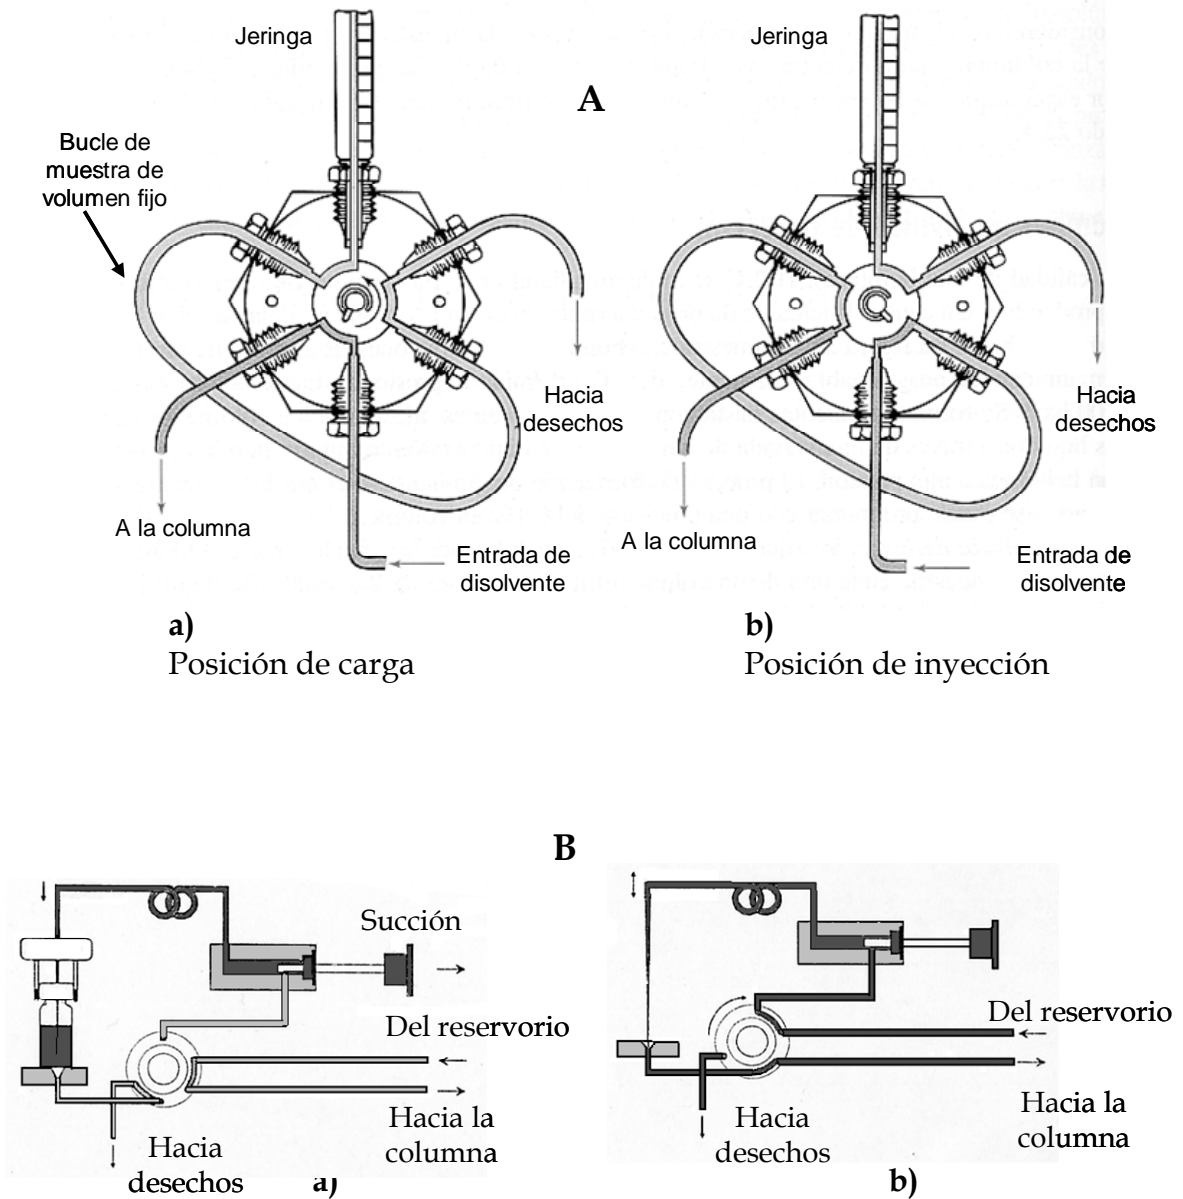 Jeringa
Jeringa
A
Bucle de
muestra de
volumen fijo
Hacia
desechos
Hacia
desechos
A la columna
A la columna
Entrada de
disolvente
Entrada de
disolvente
a)
Posición de carga
b)
Posición de inyección
B
Succión
Del reservorio
Hacia la
columna
Hacia
desechos
a)
Del reservorio
Hacia la
columna
Hacia
desechos
b)